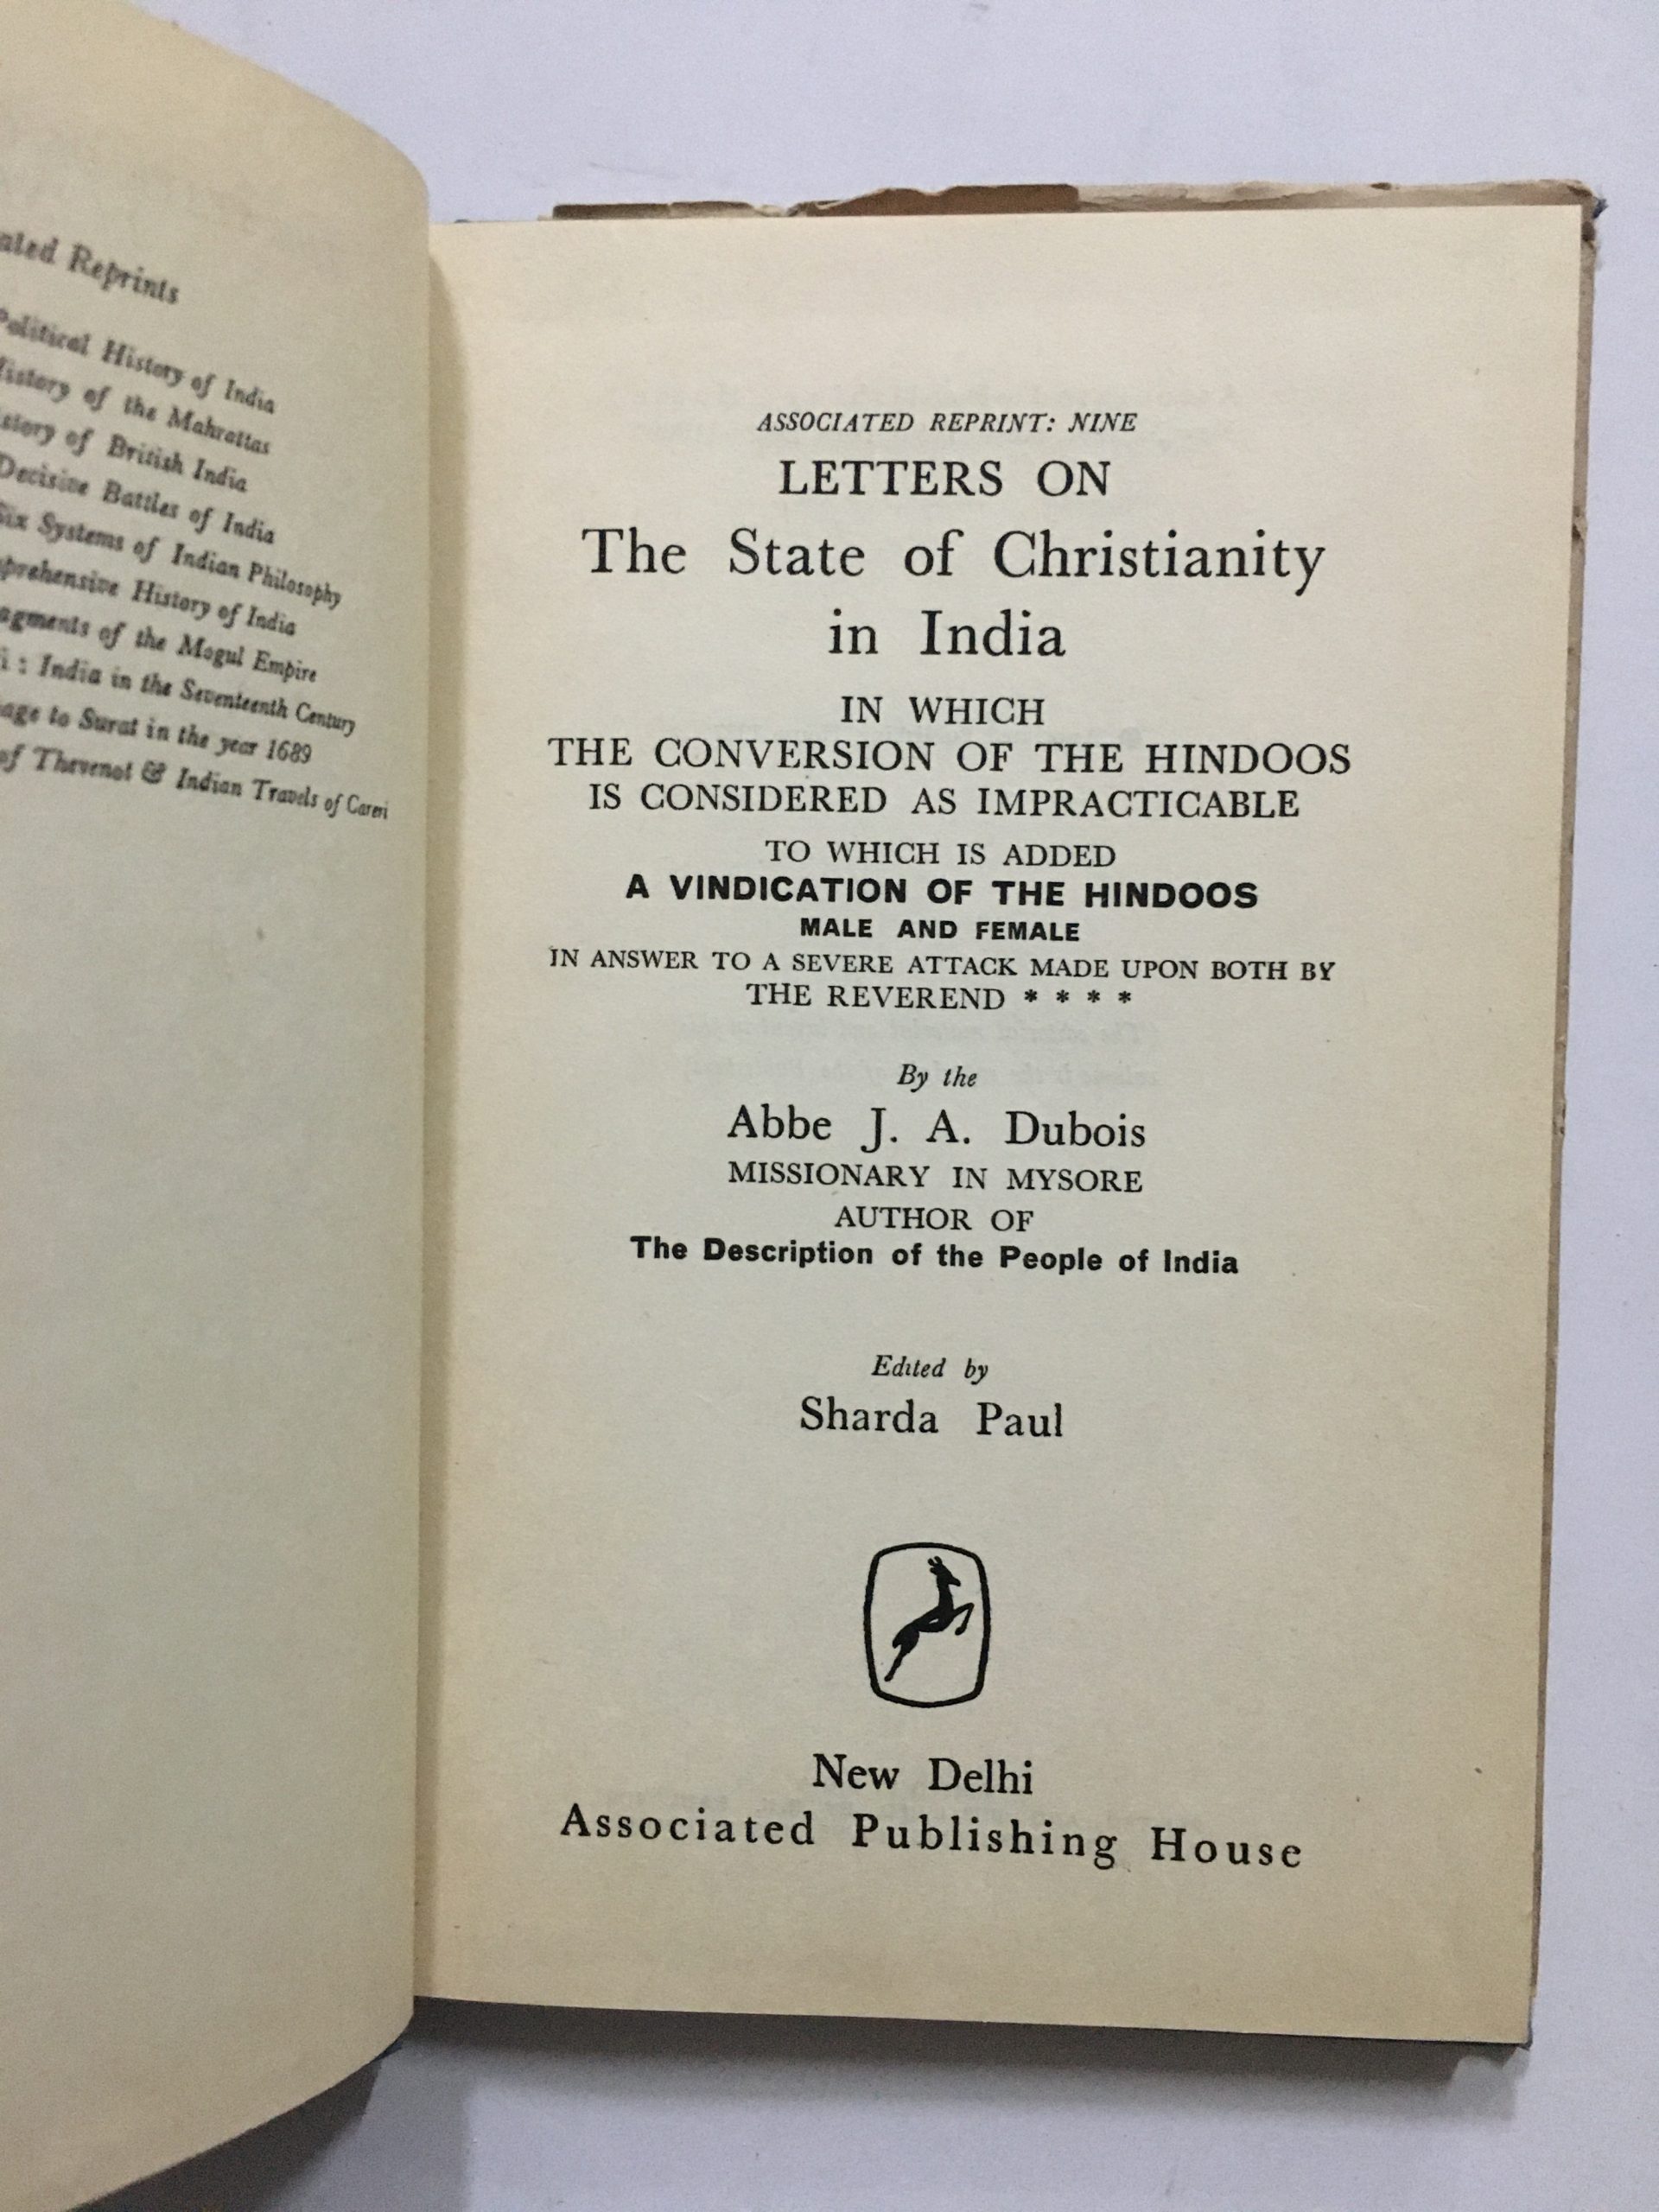 Reprints
Political History of India
History of the Mahrattas
of British India
Decisive Battles of India
Six Systems of Indian Philosophy
History of India
of the Mogul Empire
: India in the Seventeenth Century
to Surat in the year 1689
of Thevenot & Indian Travels of Careri
ASSOCIATED REPRINT: NINE
LETTERS ON
The State of Christianity
in India
IN WHICH
THE CONVERSION OF THE HINDOOS
IS CONSIDERED AS IMPRACTICABLE
TO WHICH IS ADDED
A VINDICATION OF THE HINDOOS
MALE AND FEMALE
IN ANSWER TO A SEVERE ATTACK MADE UPON BOTH BY
THE REVEREND * * * *
By the
Abbe J. A. Dubois
MISSIONARY IN MYSORE
AUTHOR OF
The Description of the People of India
Edited by
Sharda Paul
New Delhi
Associated Publishing House